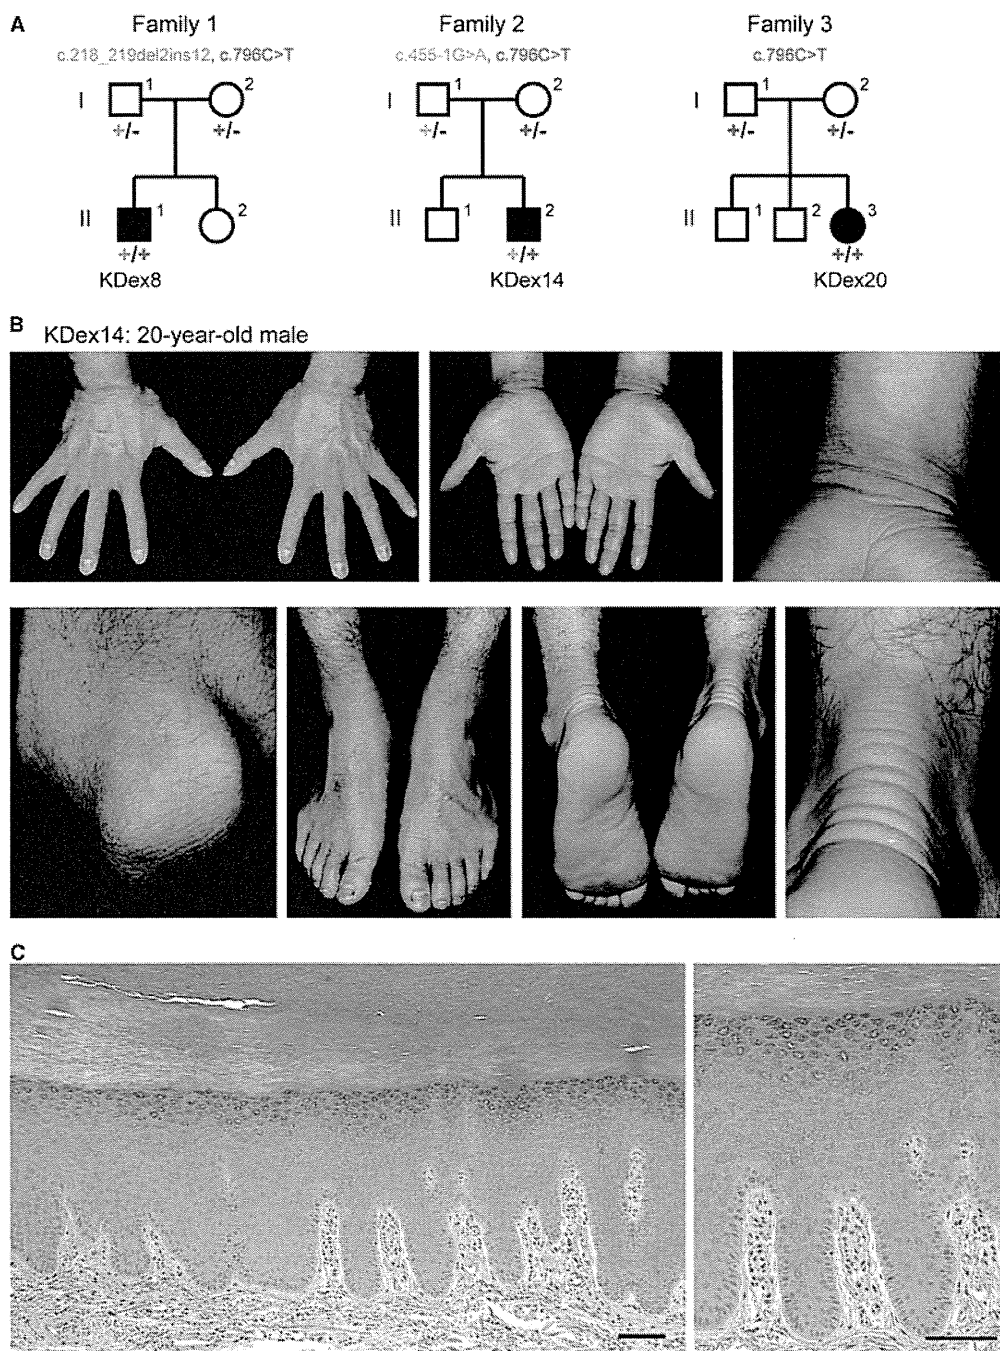 A
Family 1
Family 2
Family 3
c.218_219del2ins12, c.796C>T
c.455-1G>A, c.796C>T
c.796C>T
I
1
2
I
1
2
I
1
2
+/-
+/-
+/-
+/-
+/-
+/-
II
1
2
II
1
2
II
1
2
3
+/+
+/+
+/+
KDex8
KDex14
KDex20
B
KDex14: 20-year-old male
C